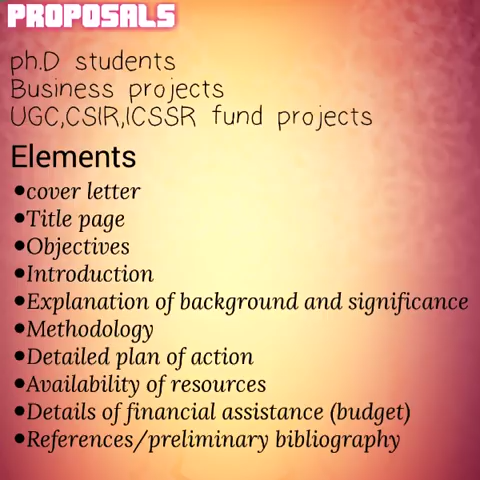 PROPOSALS
ph.D students
Business projects
UGC,CSIR,ICSSR fund projects
Elements
•cover letter
•Title page
•Objectives
•Introduction
•Explanation of background and significance
•Methodology
•Detailed plan of action
•Availability of resources
•Details of financial assistance (budget)
•References/preliminary bibliography